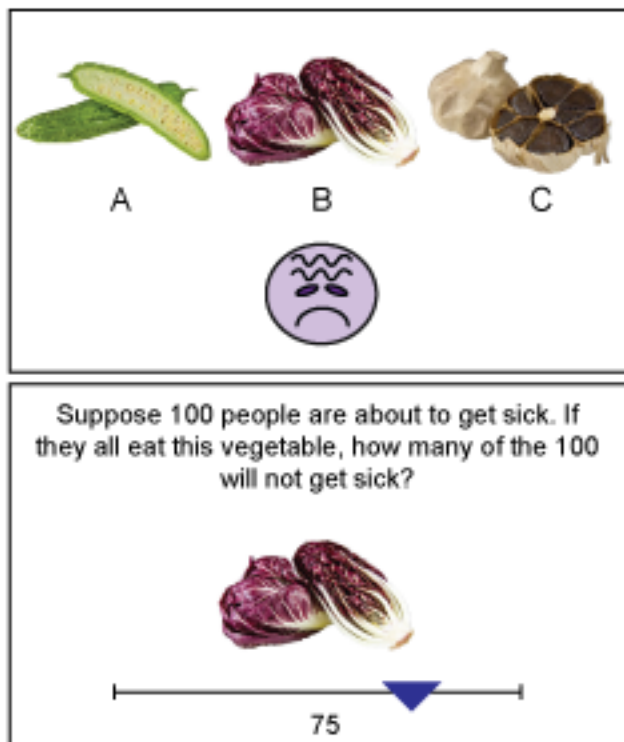 A B C
Suppose 100 people are about to get sick. If
they all eat this vegetable, how many of the 100
will not get sick?
75